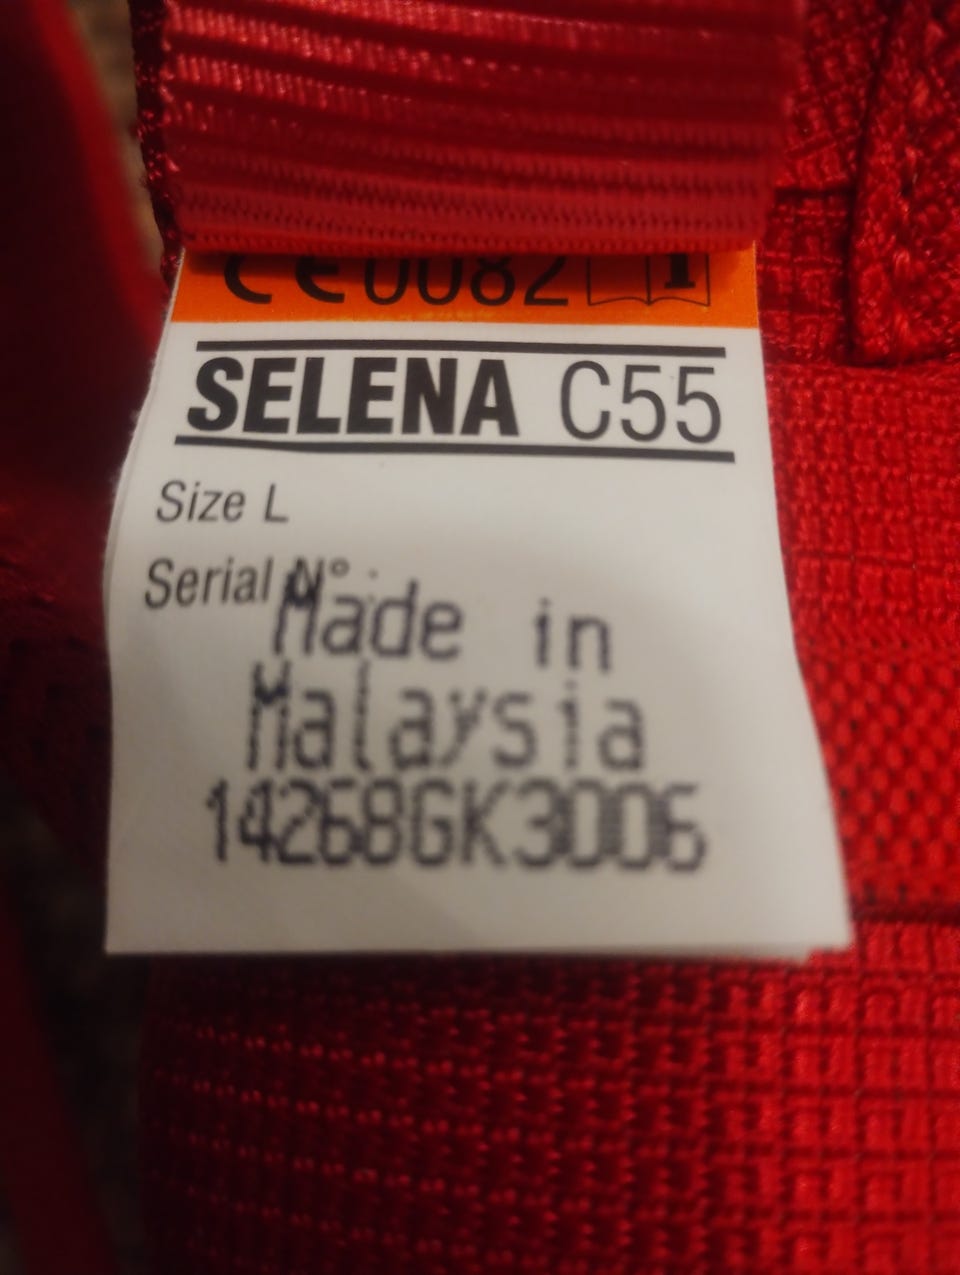 CE0082 i
SELENA C55
Size L
Serial N°
Made in
Malaysia
14268GK3006